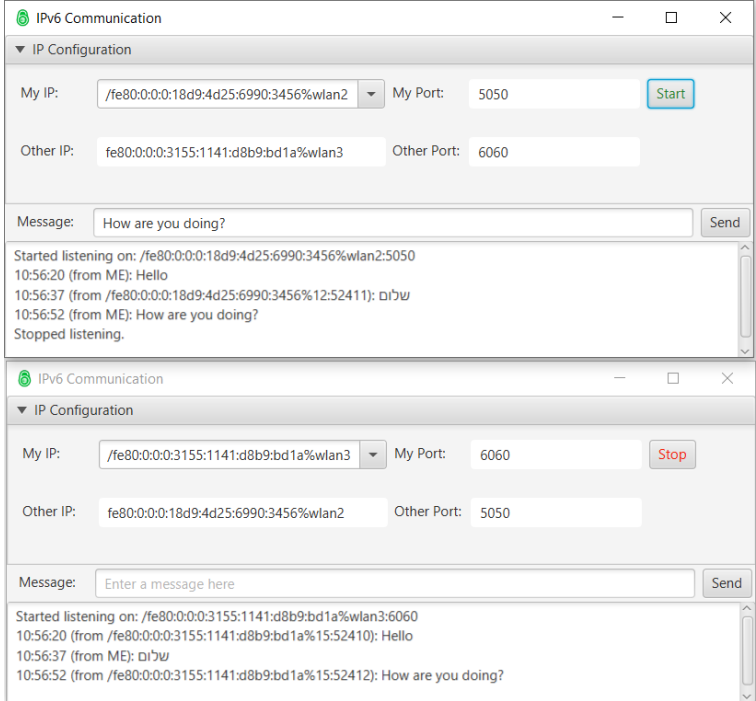 IPv6 Communication
IP Configuration
My IP: /fe80:0:0:0:18d9:4d25:6990:3456%wlan2 My Port: 5050 Start
Other IP: fe80:0:0:0:3155:1141:d8b9:bd1a%wlan3 Other Port: 6060
Message: How are you doing? Send
Started listening on: /fe80:0:0:0:18d9:4d25:6990:3456%wlan2:5050
10:56:20 (from ME): Hello
10:56:37 (from /fe80:0:0:0:18d9:4d25:6990:3456%12:52411): שלום
10:56:52 (from ME): How are you doing?
Stopped listening.
IPv6 Communication
IP Configuration
My IP: /fe80:0:0:0:3155:1141:d8b9:bd1a%wlan3 My Port: 6060 Stop
Other IP: fe80:0:0:0:18d9:4d25:6990:3456%wlan2 Other Port: 5050
Message: Enter a message here Send
Started listening on: /fe80:0:0:0:3155:1141:d8b9:bd1a%wlan3:6060
10:56:20 (from /fe80:0:0:0:3155:1141:d8b9:bd1a%15:52410): Hello
10:56:37 (from ME): שלום
10:56:52 (from /fe80:0:0:0:3155:1141:d8b9:bd1a%15:52412): How are you doing?